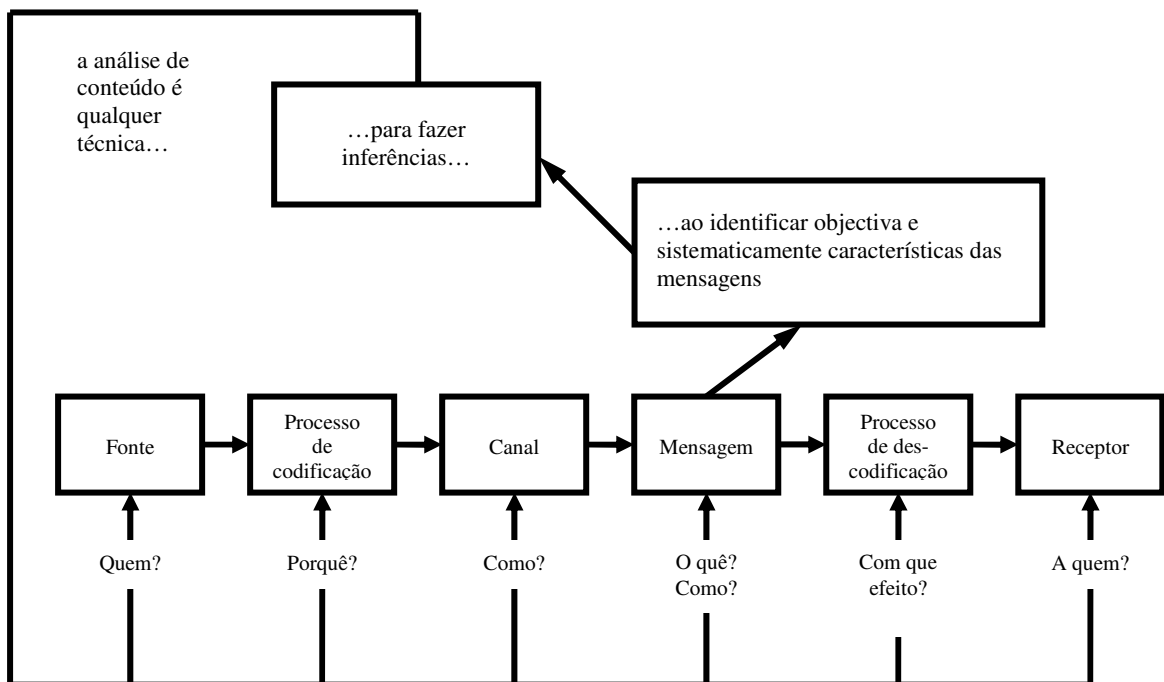 a análise de
conteúdo é
qualquer
técnica…
…para fazer
inferências…
…ao identificar objectiva e
sistematicamente características das
mensagens
Fonte
Processo
de
codificação
Canal
Mensagem
Processo
de des-
codificação
Receptor
Quem?
Porquê?
Como?
O quê?
Como?
Com que
efeito?
A quem?